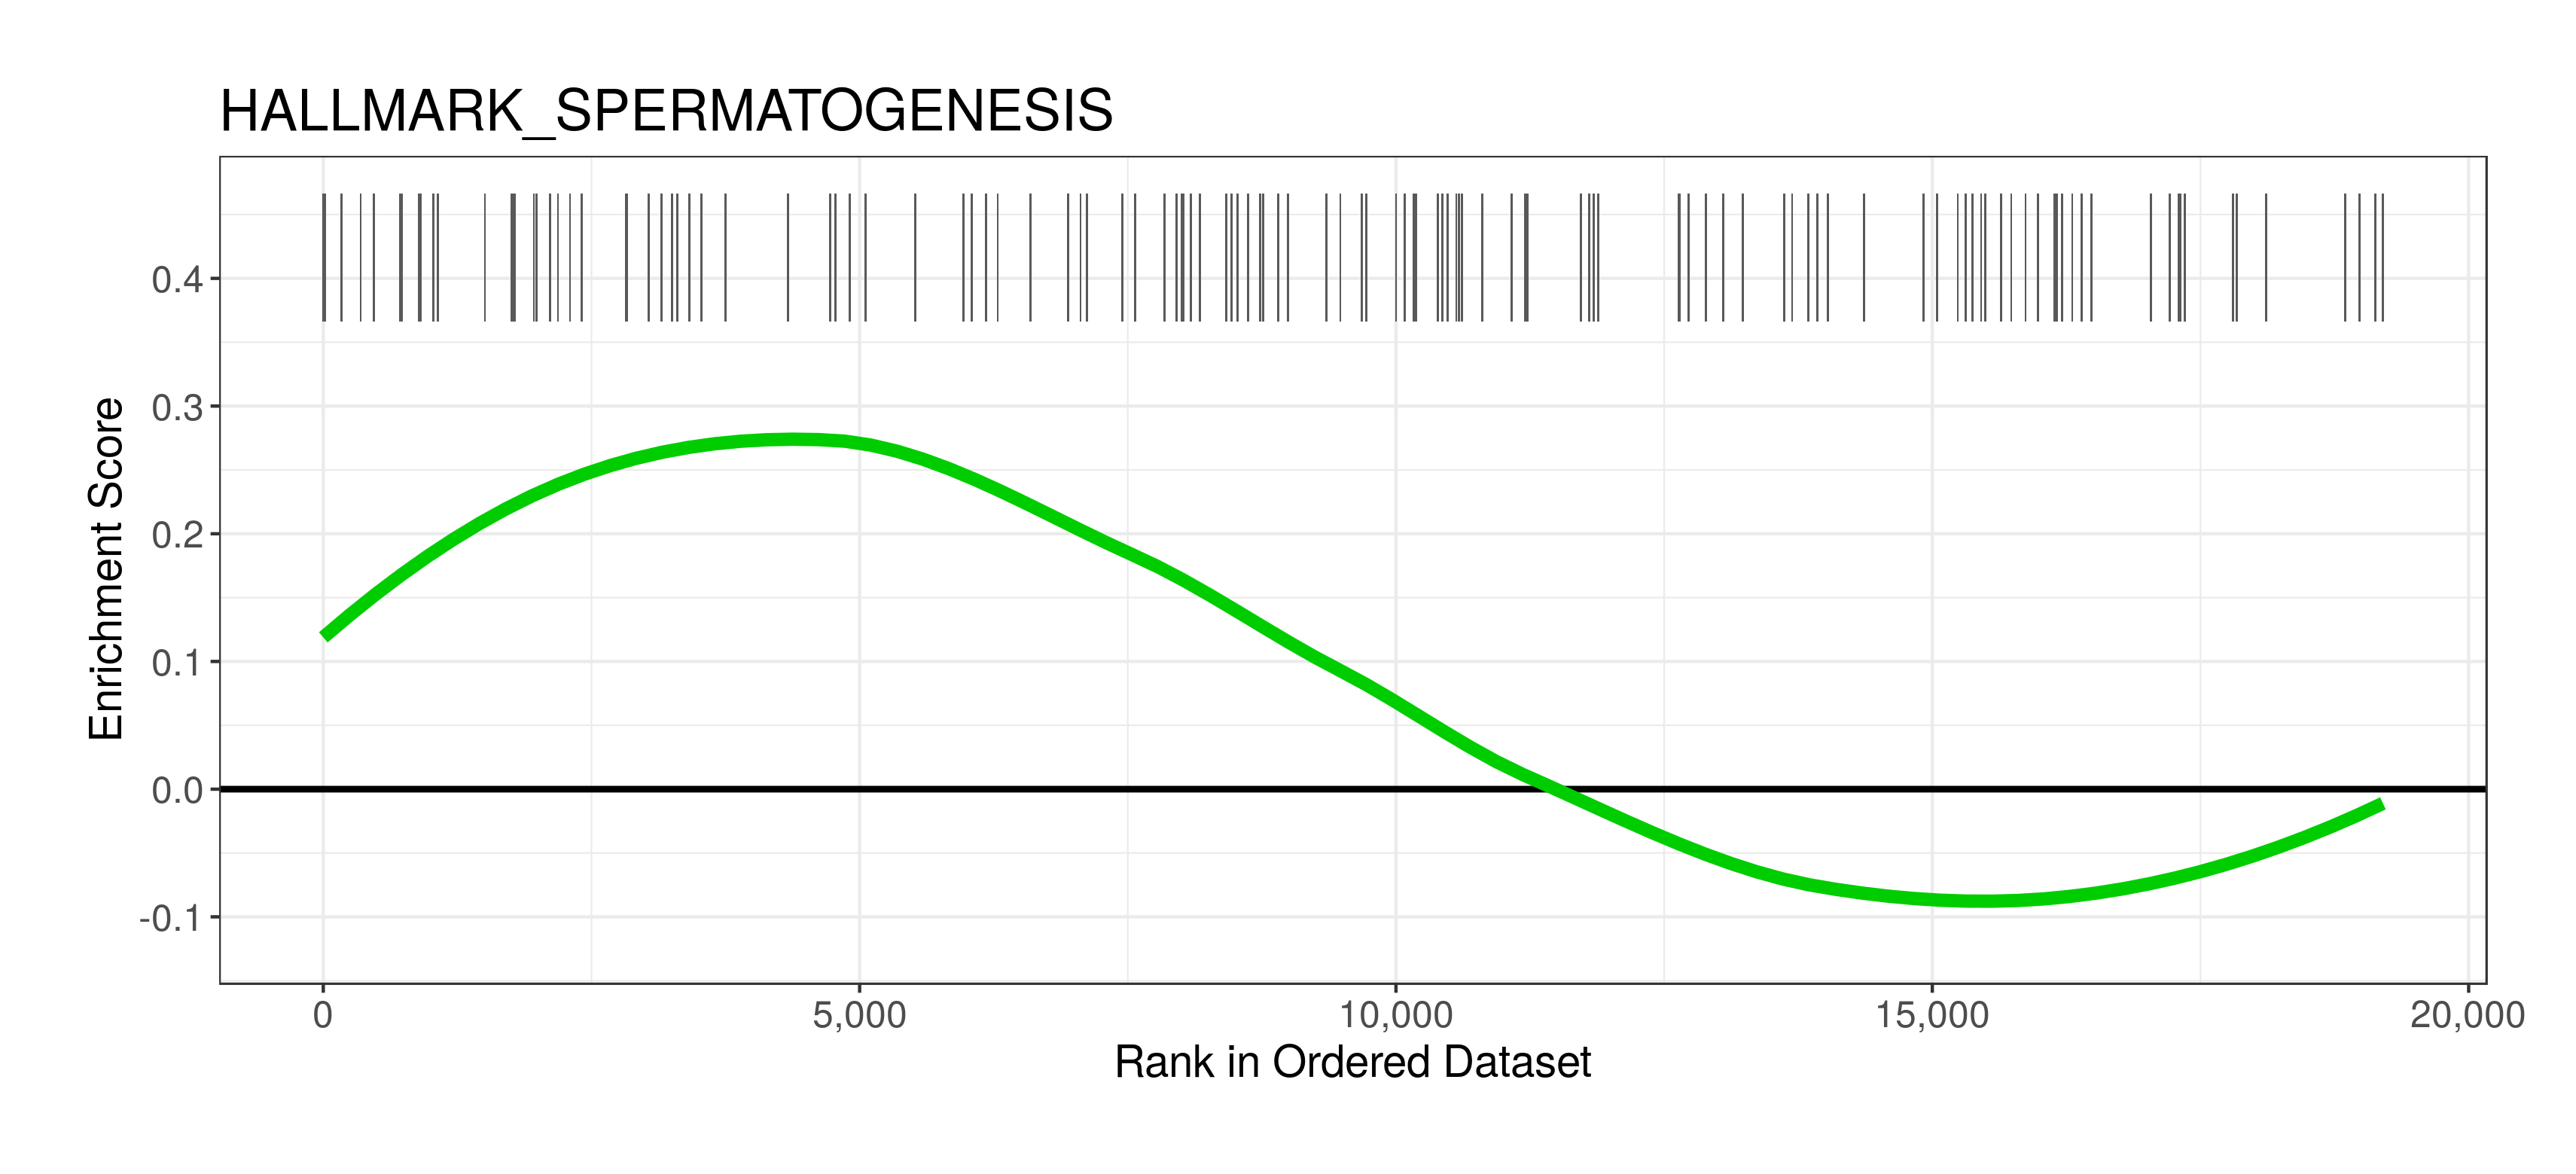 HALLMARK_SPERMATOGENESIS
0.4
0.3
0.2
0.1
0.0
-0.1
Enrichment Score
0 5,000 10,000 15,000 20,000
Rank in Ordered Dataset